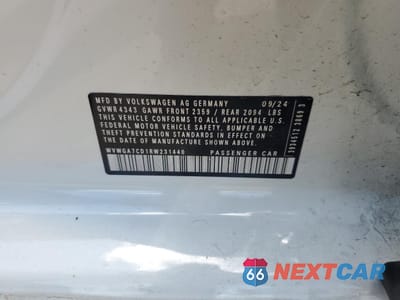 MFD BY VOLKSWAGEN AG GERMANY 09/24
GVWR 4343 GAWR FRONT 2359 / REAR 2094 LBS
THIS VEHICLE CONFORMS TO ALL APPLICABLE U.S.
FEDERAL MOTOR VEHICLE SAFETY, BUMPER AND
THEFT PREVENTION STANDARDS IN EFFECT ON THE
DATE OF MANUFACTURE SHOWN ABOVE.
WVWGA7CD1RW231446 PASSENGER CAR
66 NEXTCAR